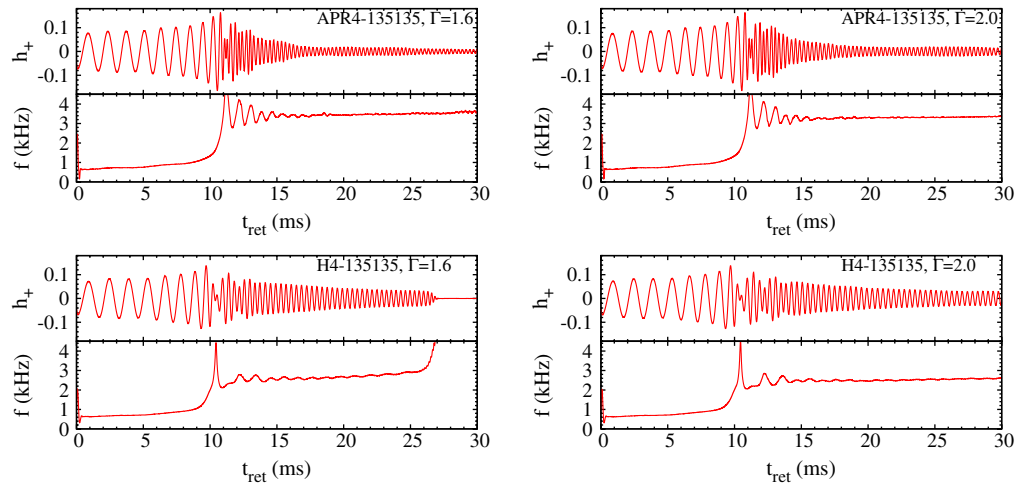 APR4-135135, Γ=1.6
h+
0.1
0
-0.1
f (kHz)
4
3
2
1
0
0 5 10 15 20 25 30
t_ret (ms)
APR4-135135, Γ=2.0
h+
0.1
0
-0.1
f (kHz)
4
3
2
1
0
0 5 10 15 20 25 30
t_ret (ms)
H4-135135, Γ=1.6
h+
0.1
0
-0.1
f (kHz)
4
3
2
1
0
0 5 10 15 20 25 30
t_ret (ms)
H4-135135, Γ=2.0
h+
0.1
0
-0.1
f (kHz)
4
3
2
1
0
0 5 10 15 20 25 30
t_ret (ms)